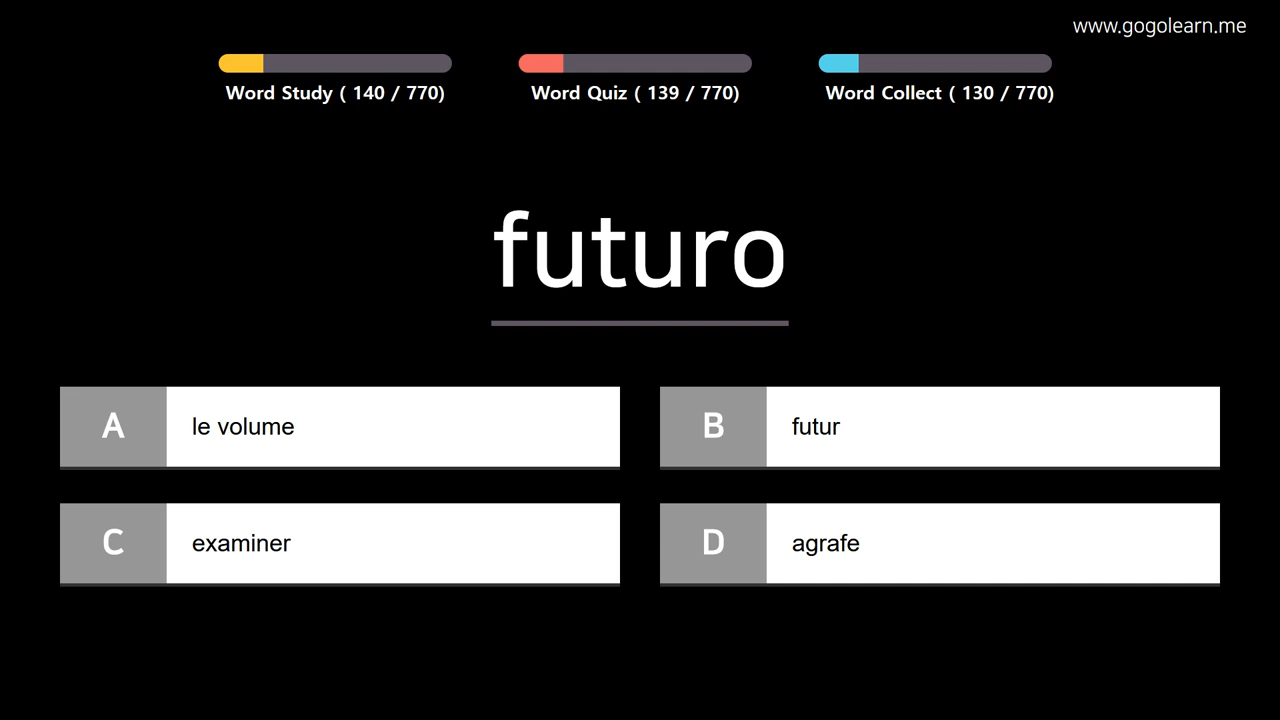 www.gogolearn.me
Word Study ( 140 / 770)
Word Quiz ( 139 / 770)
Word Collect ( 130 / 770)
futuro
A le volume
B futur
C examiner
D agrafe